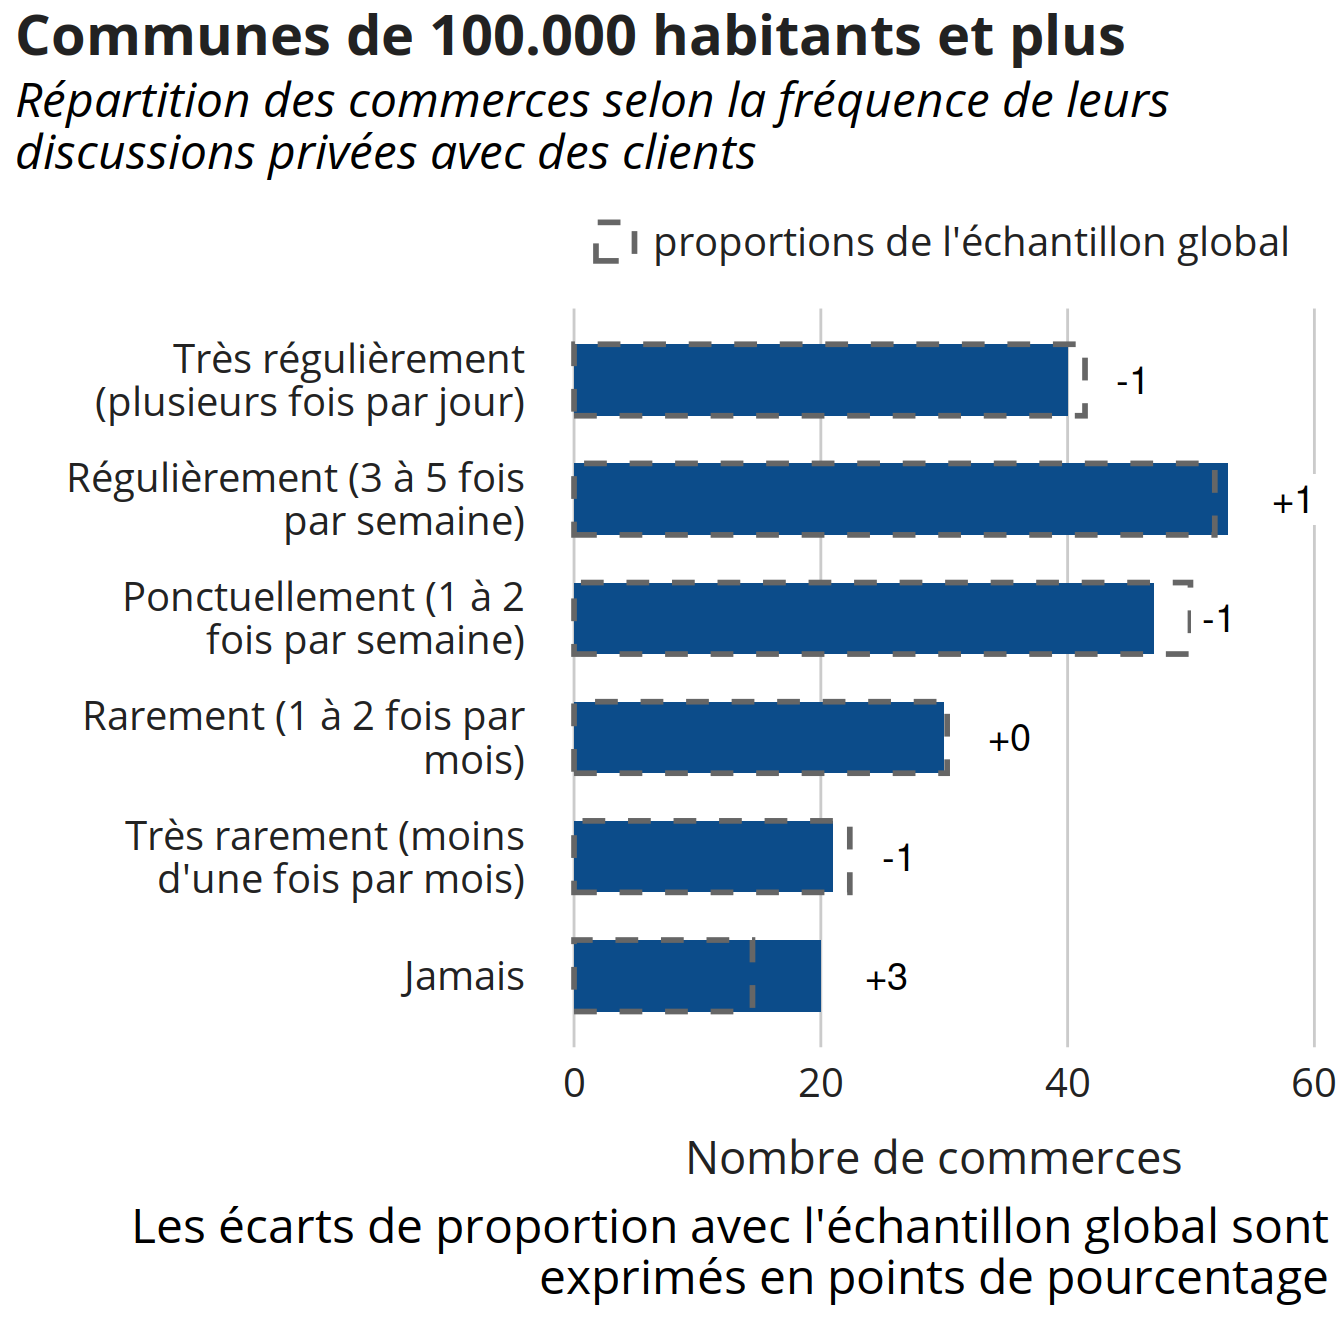 Communes de 100.000 habitants et plus
Répartition des commerces selon la fréquence de leurs
discussions privées avec des clients
proportions de l'échantillon global
Très régulièrement
(plusieurs fois par jour)
-1
Régulièrement (3 à 5 fois
par semaine)
+1
Ponctuellement (1 à 2
fois par semaine)
-1
Rarement (1 à 2 fois par
mois)
+0
Très rarement (moins
d'une fois par mois)
-1
Jamais
+3
0 20 40 60
Nombre de commerces
Les écarts de proportion avec l'échantillon global sont
exprimés en points de pourcentage